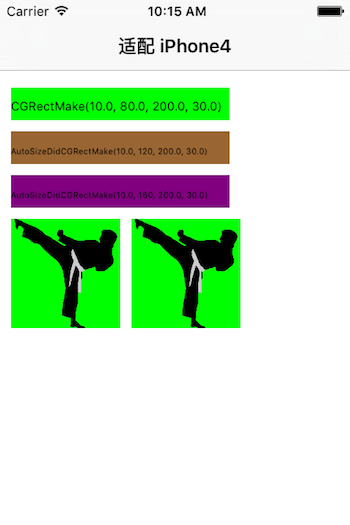 Carrier 10:15 AM
适配 iPhone4
CGRectMake(10.0, 80.0, 200.0, 30.0)
AutoSizeDidCGRectMake(10.0, 120, 200.0, 30.0)
AutoSizeDidCGRectMake(10.0, 160, 200.0, 30.0)